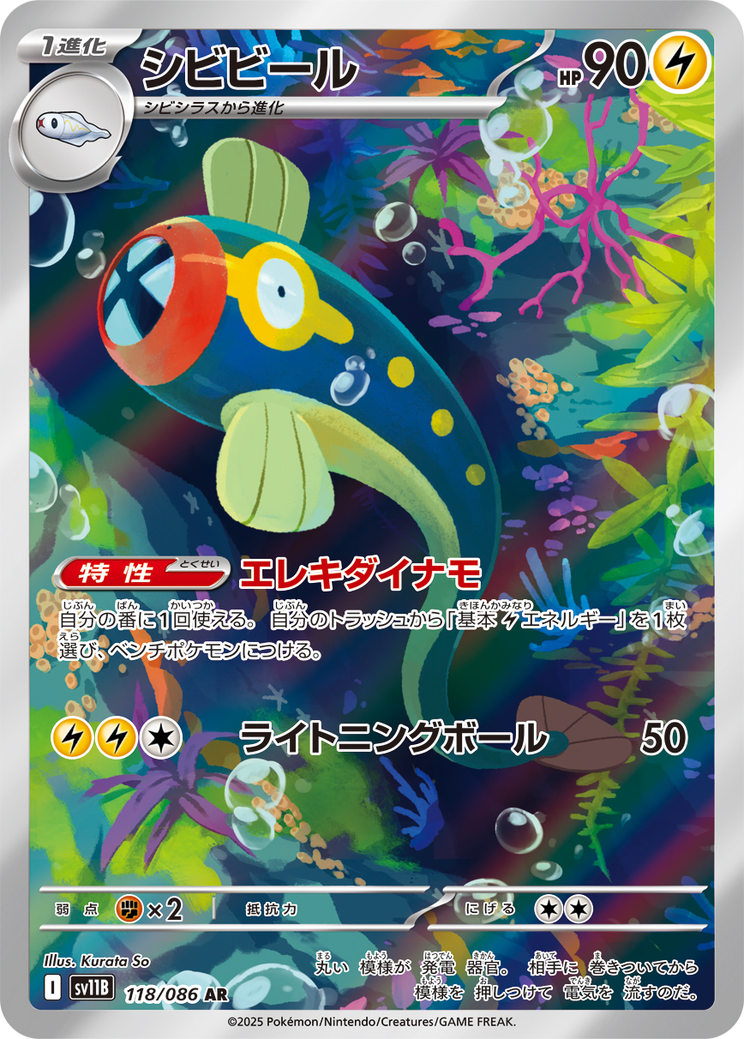 1進化
シビビール
HP90
シビシラスから進化
特性 とくせい エレキダイナモ
自分の番に1回使える。自分のトラッシュから「基本エネルギー」を1枚
選び、ベンチポケモンにつける。
ライトニングボール 50
弱点 ×2 抵抗力 にげる
Illus. Kurata So
丸い 模様が 発電 器官。 相手に 巻きついてから
模様を 押しつけて 電気を 流すのだ。
I sv11B 118/086 AR
©2025 Pokémon/Nintendo/Creatures/GAME FREAK.